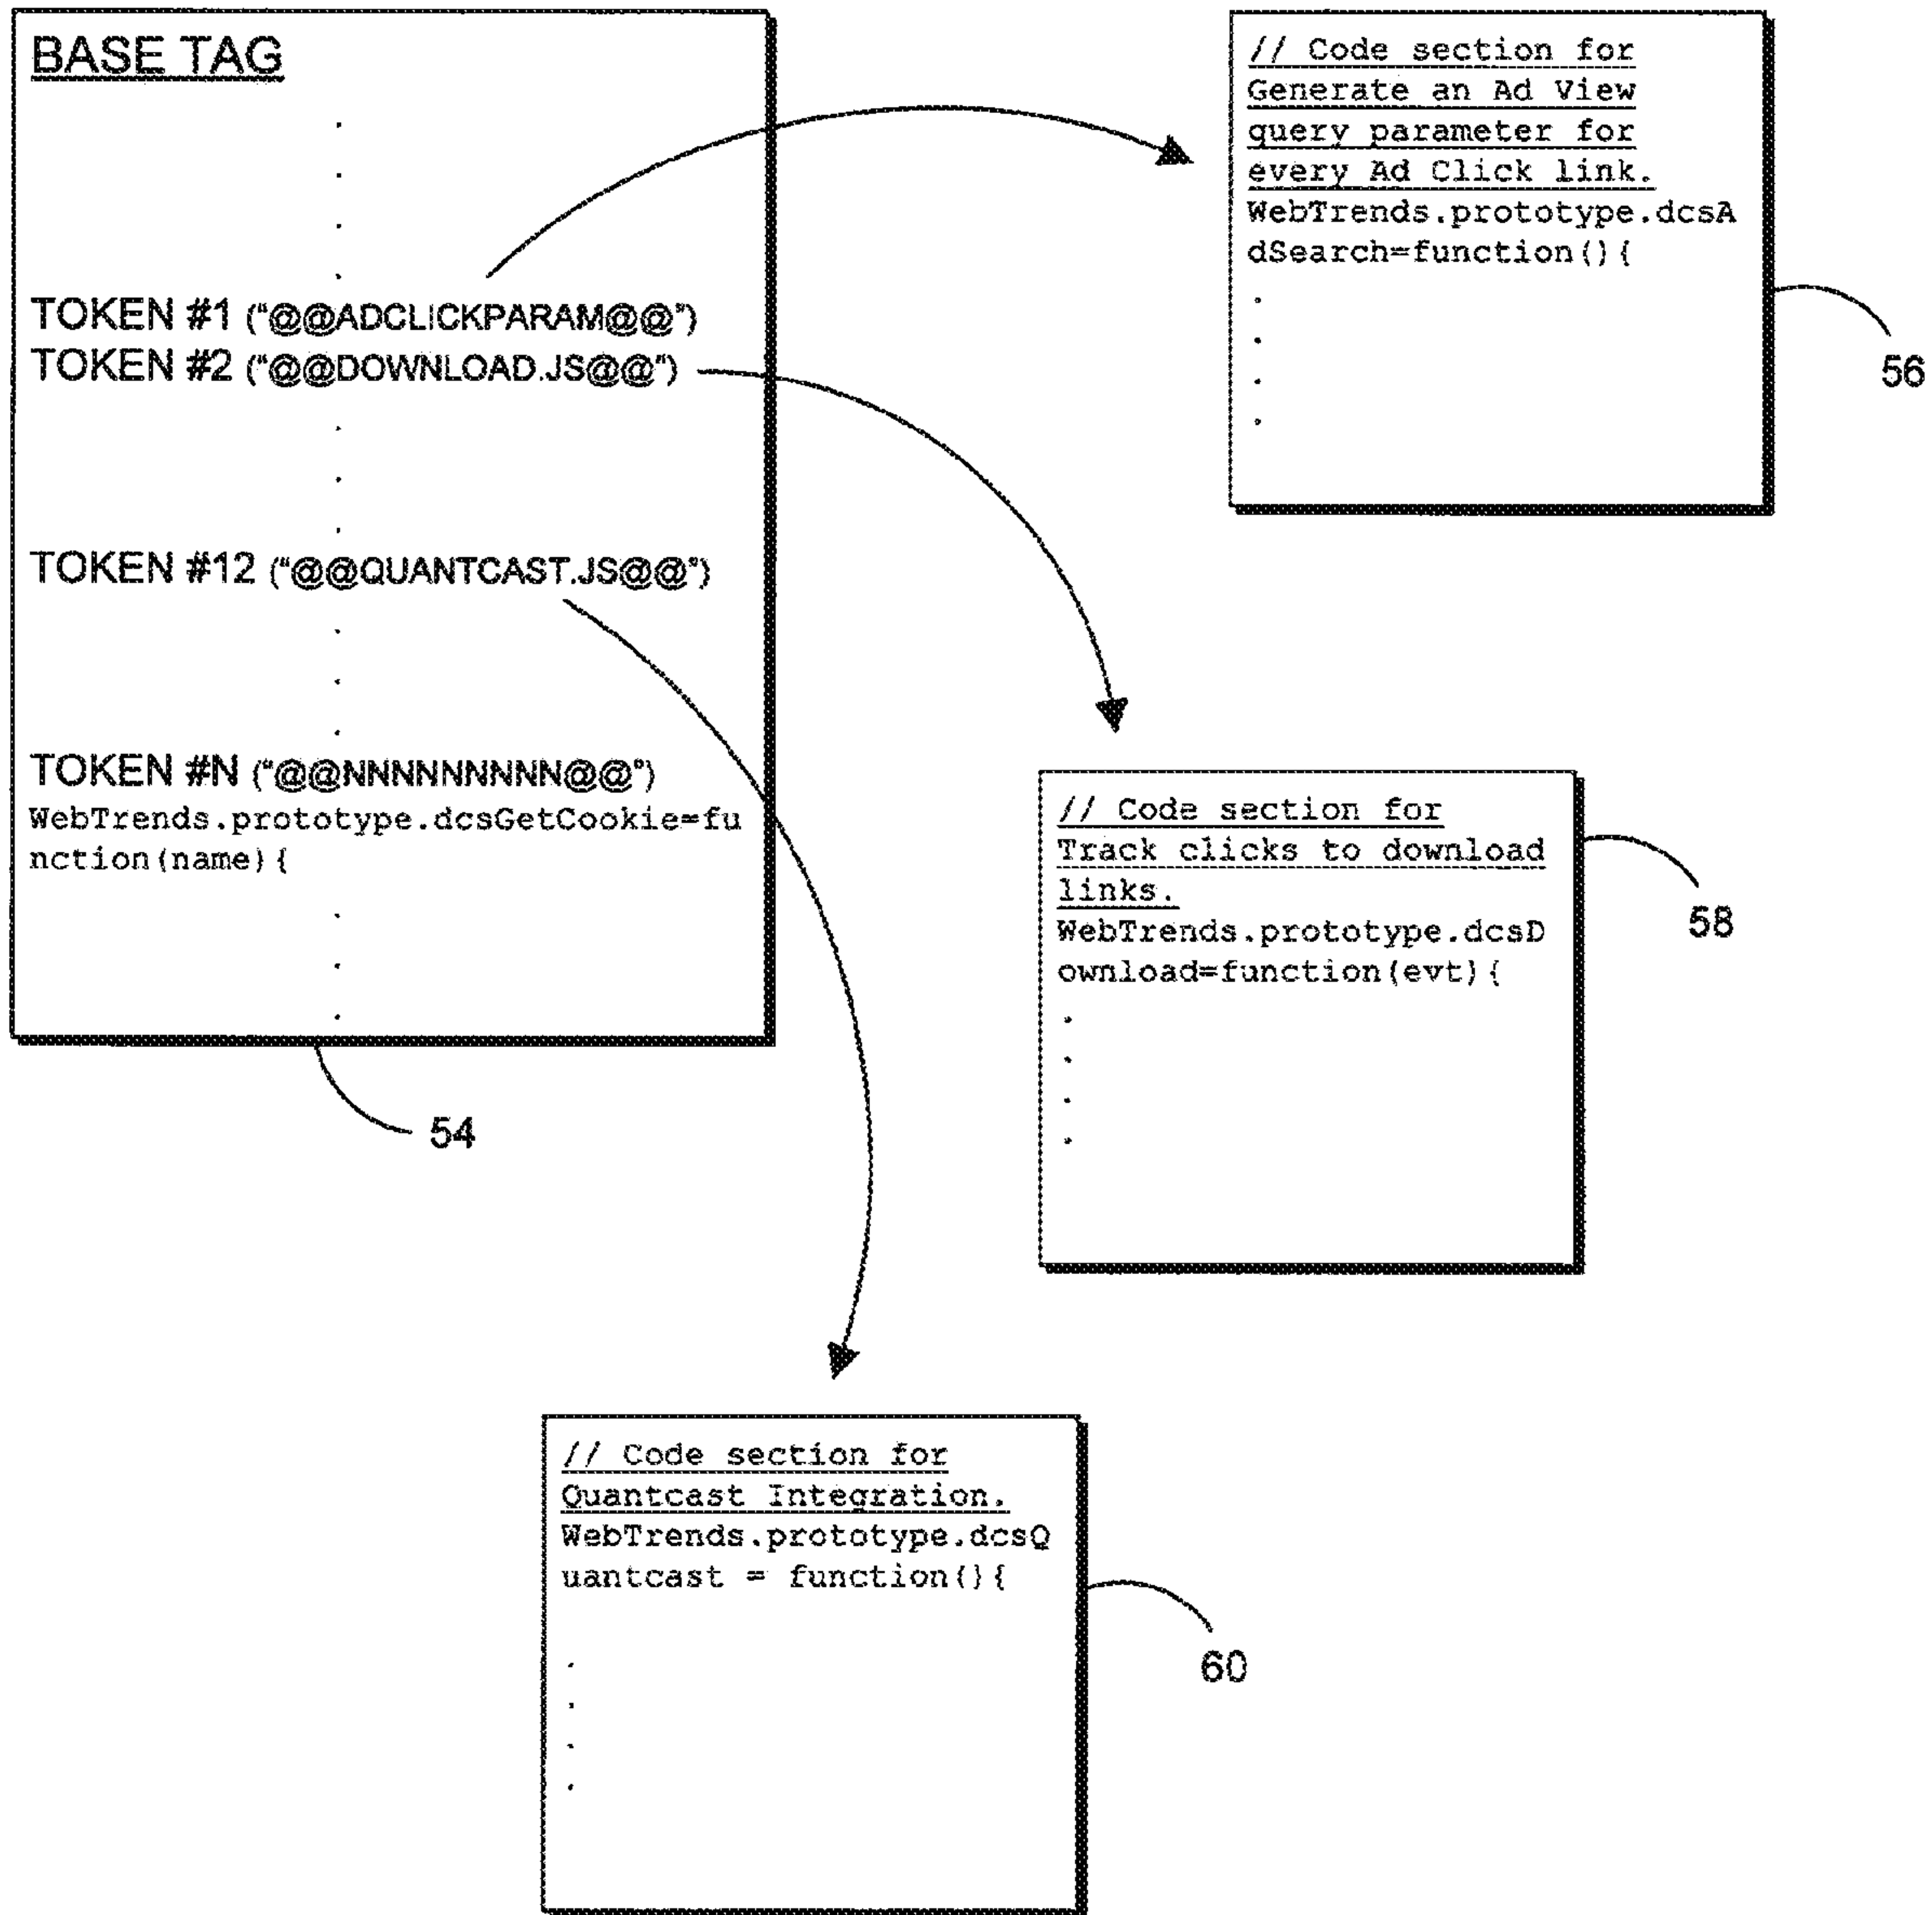 BASE TAG
TOKEN #1 ("@@ADCLICKPARAM@@")
TOKEN #2 ("@@DOWNLOAD.JS@@")
TOKEN #12 ("@@QUANTCAST.JS@@")
TOKEN #N ("@@NNNNNNNNN@@")
WebTrends.prototype.dcsGetCookie=fu
nction(name){
54
// Code section for
Generate an Ad View
query parameter for
every Ad Click link.
WebTrends.prototype.dcsA
dSearch=function(){
56
// Code section for
Track clicks to download
links.
WebTrends.prototype.dcsD
ownload=function(evt){
58
// Code section for
Quantcast Integration.
WebTrends.prototype.dcsQ
uantcast = function(){
60